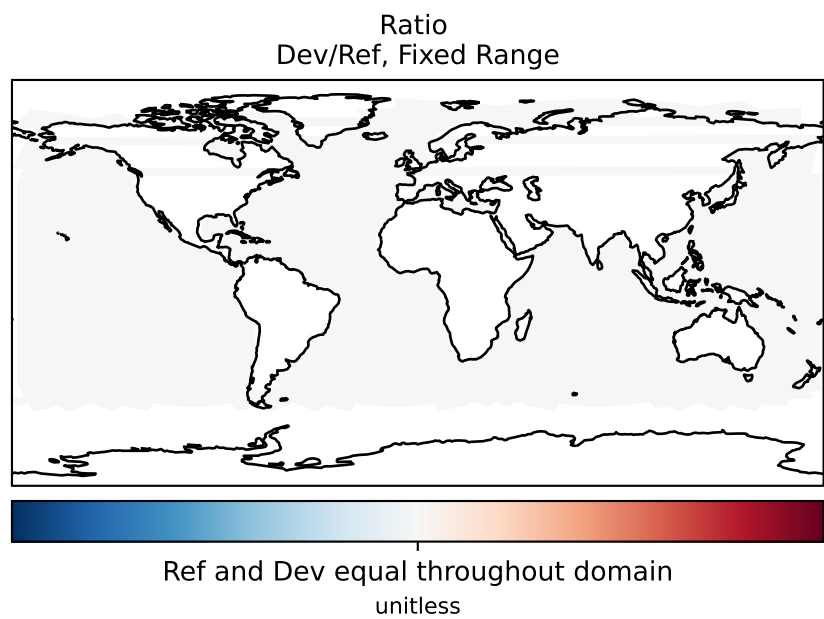 Ratio
Dev/Ref, Fixed Range
Ref and Dev equal throughout domain
unitless